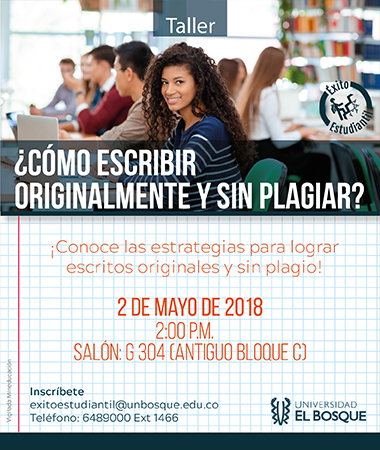 Taller
Éxito
Estudiantil
¿CÓMO ESCRIBIR
ORIGINALMENTE Y SIN PLAGIAR?
¡Conoce las estrategias para lograr
escritos originales y sin plagio!
2 DE MAYO DE 2018
2:00 P.M.
SALÓN: G 304 (ANTIGUO BLOQUE C)
Vigilada Mineducación
Inscríbete
exitoestudiantil@unbosque.edu.co
Teléfono: 6489000 Ext 1466
UNIVERSIDAD
EL BOSQUE